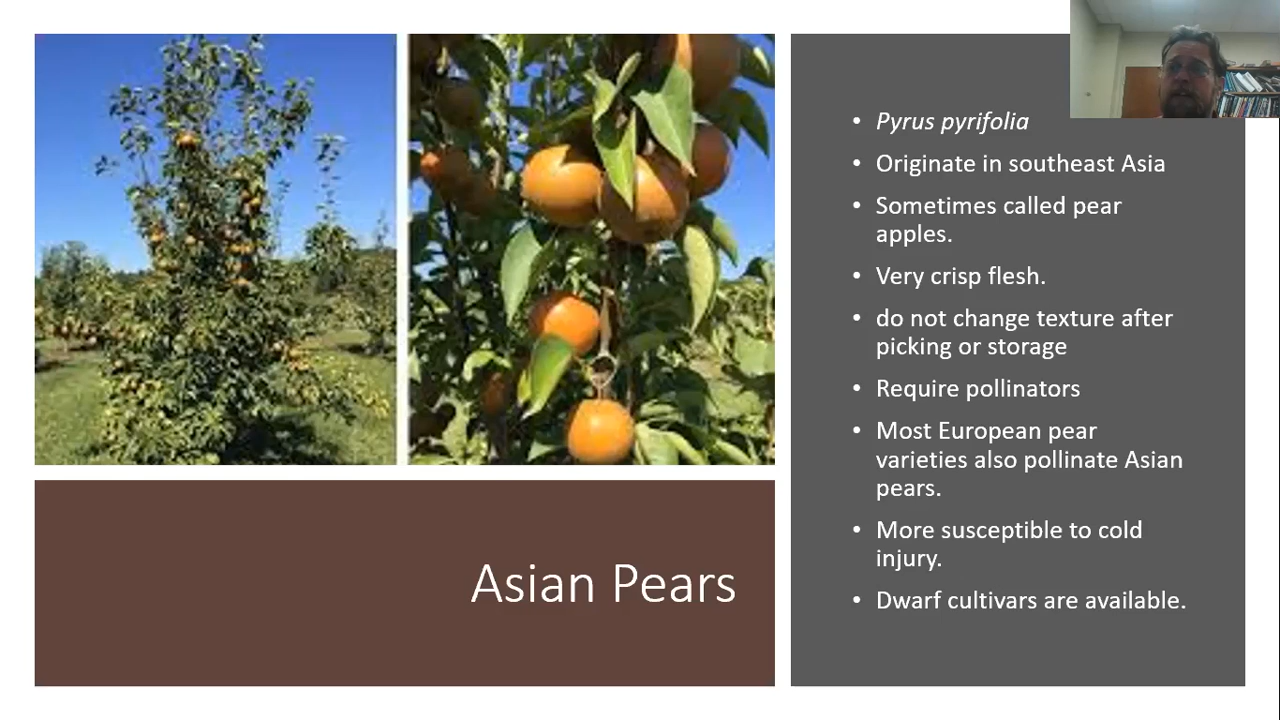 Pyrus pyrifolia
Originate in southeast Asia
Sometimes called pear
apples.
Very crisp flesh.
do not change texture after
picking or storage
Require pollinators
Most European pear
varieties also pollinate Asian
pears.
More susceptible to cold
injury.
Dwarf cultivars are available.
Asian Pears